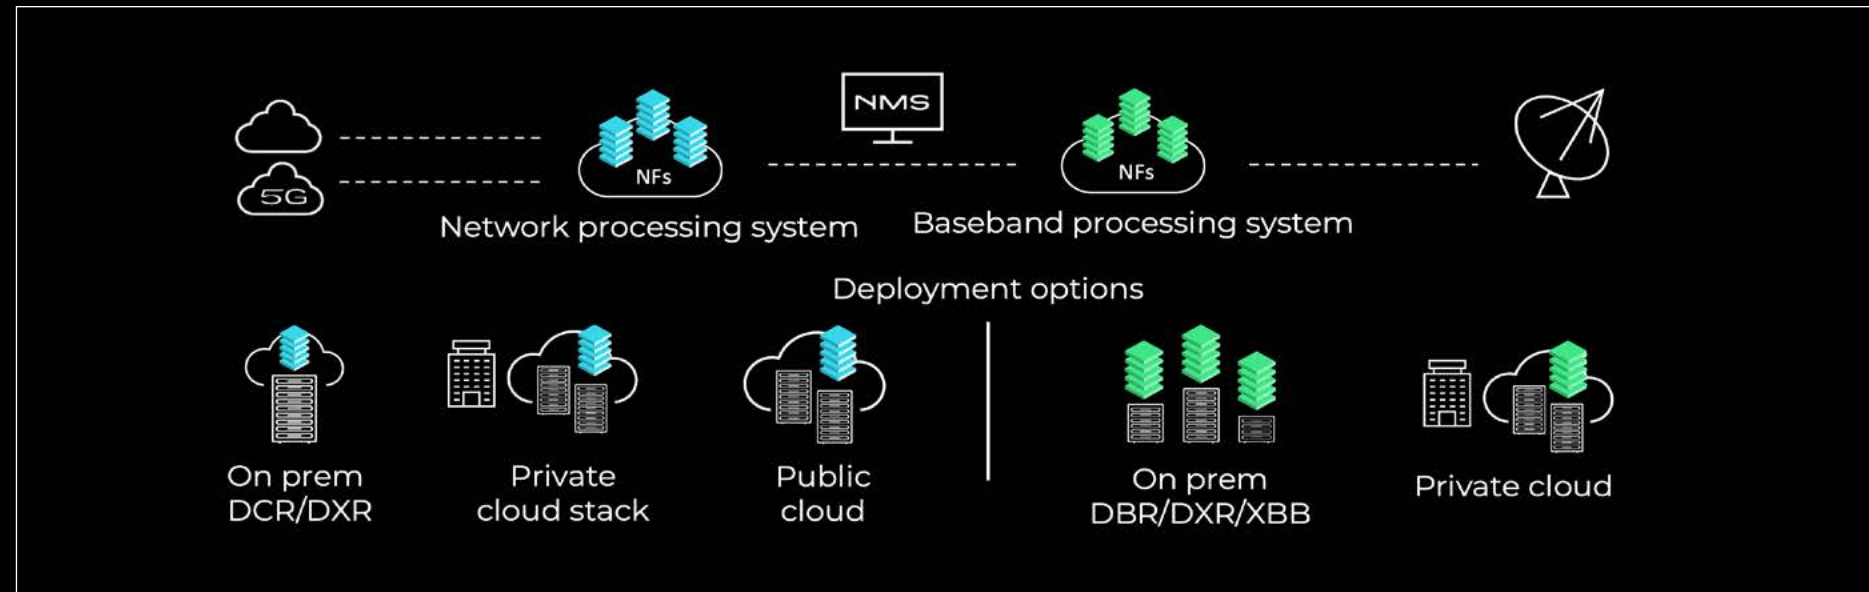 NMS
5G
NFs
NFs
Network processing system
Baseband processing system
Deployment options
On prem
DCR/DXR
Private
cloud stack
Public
cloud
On prem
DBR/DXR/XBB
Private cloud